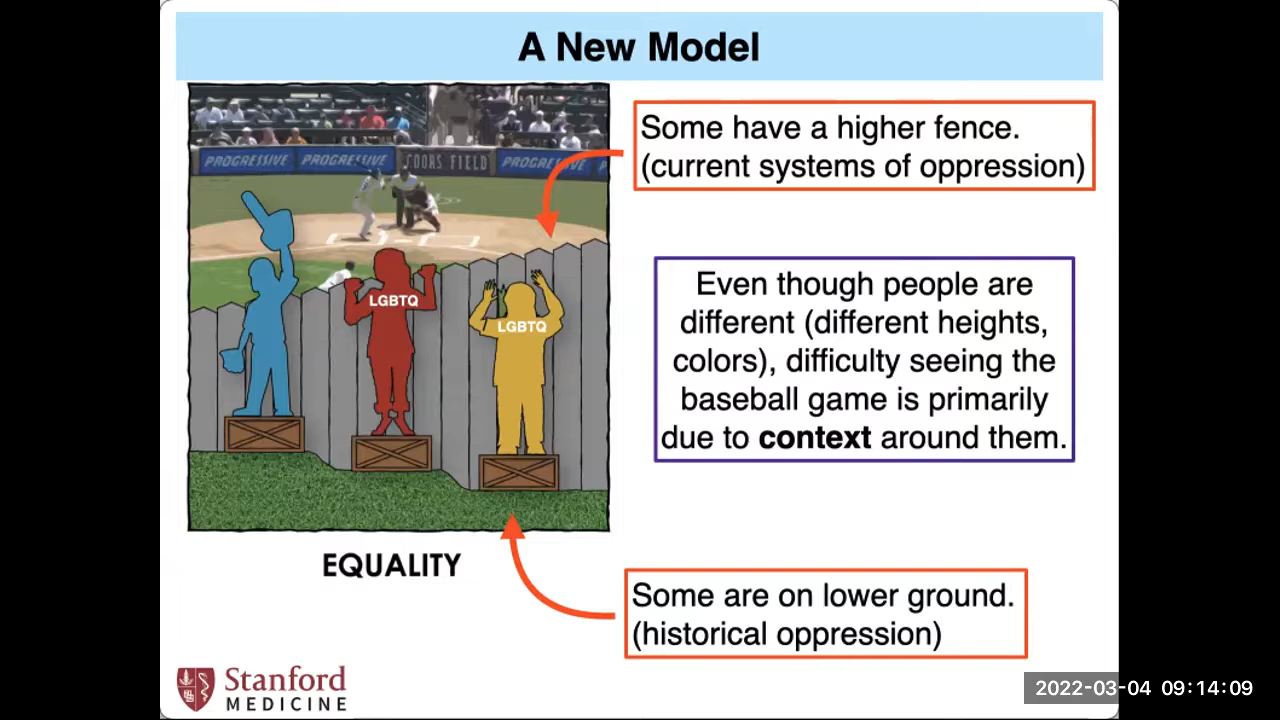 A New Model
Some have a higher fence.
(current systems of oppression)
PROGRESSIVE PROGRESSIVE COORS FIELD PROGRESSIVE
LGBTQ
LGBTQ
Even though people are
different (different heights,
colors), difficulty seeing the
baseball game is primarily
due to context around them.
EQUALITY
Some are on lower ground.
(historical oppression)
Stanford
MEDICINE
2022-03-04 09:14:09